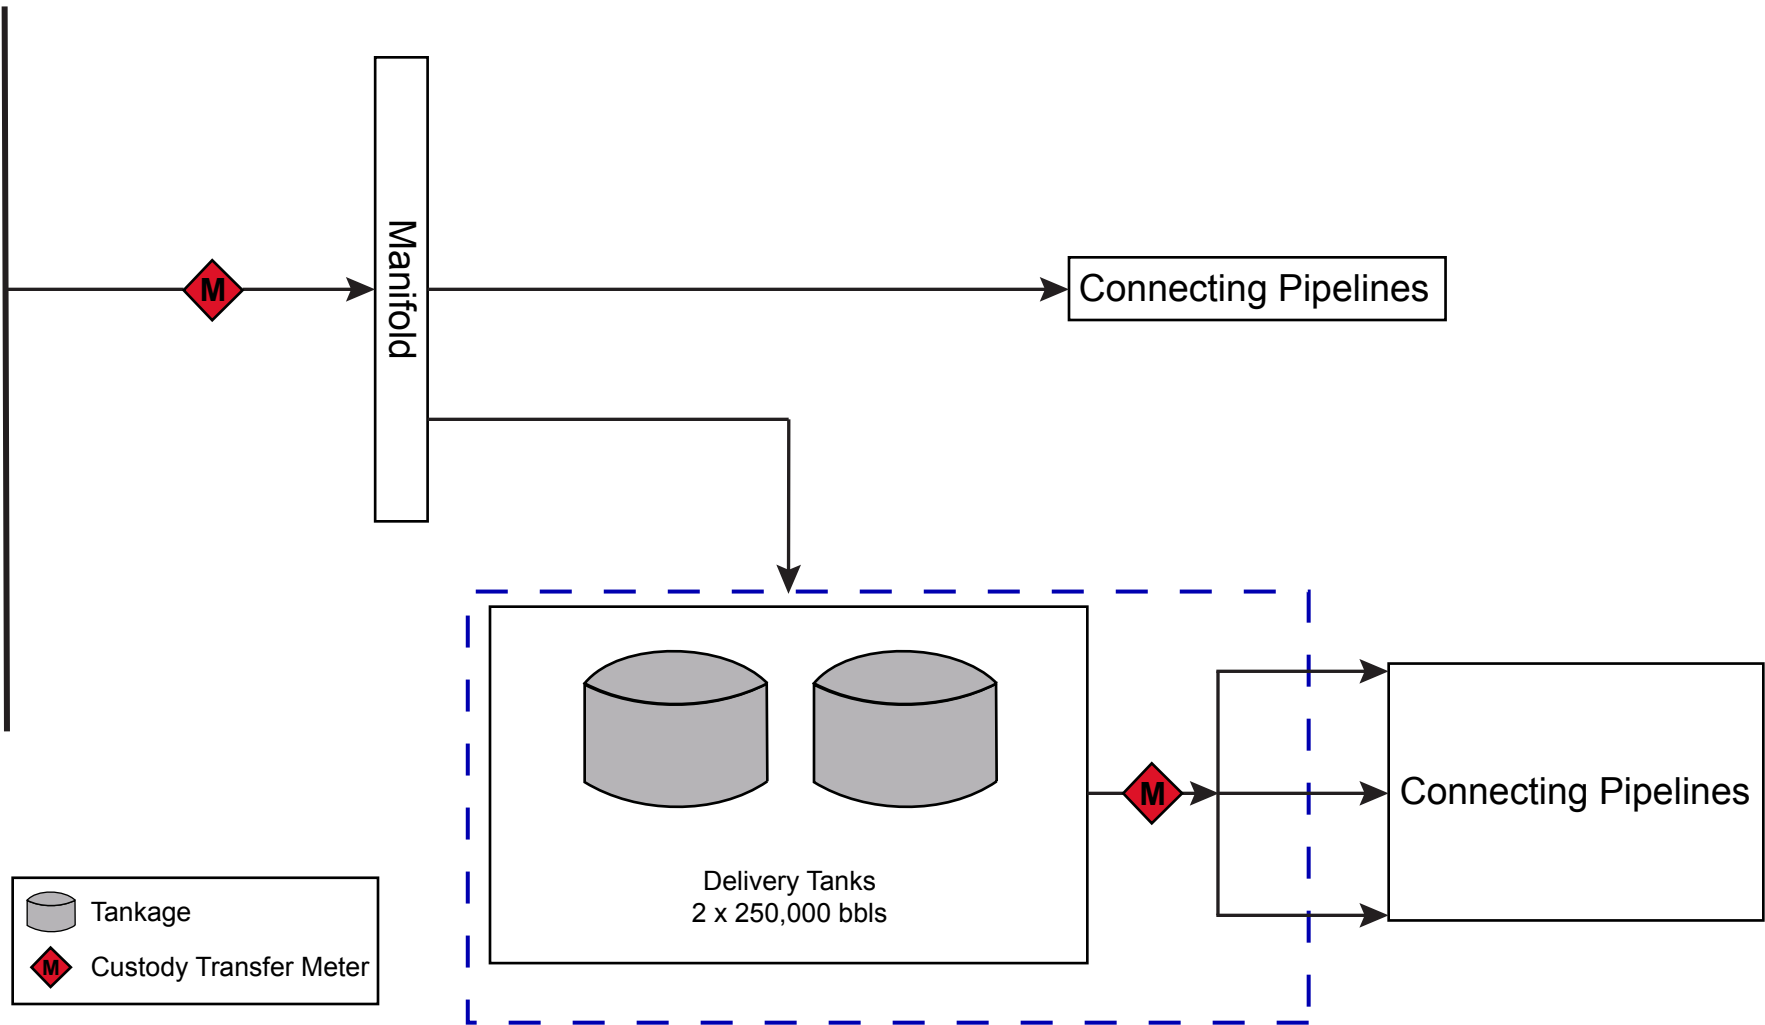 M
Manifold
Connecting Pipelines
M
Connecting Pipelines
Delivery Tanks
2 x 250,000 bbls
Tankage
M
Custody Transfer Meter